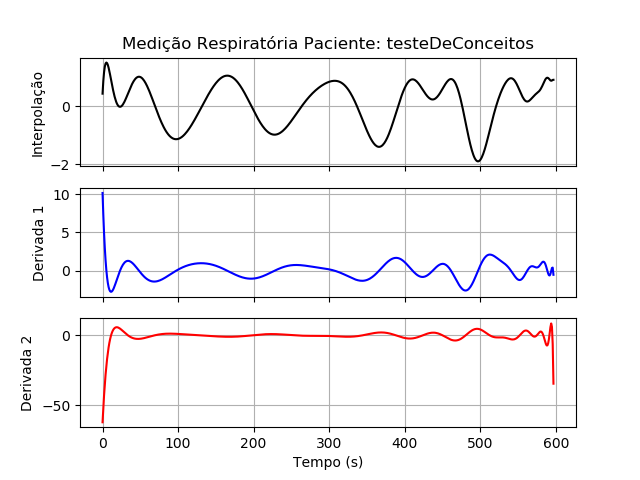 Medição Respiratória Paciente: testeDeConceitos
Interpolação
0
−2
Derivada 1
10
5
0
Derivada 2
0
−50
0 100 200 300 400 500 600
Tempo (s)